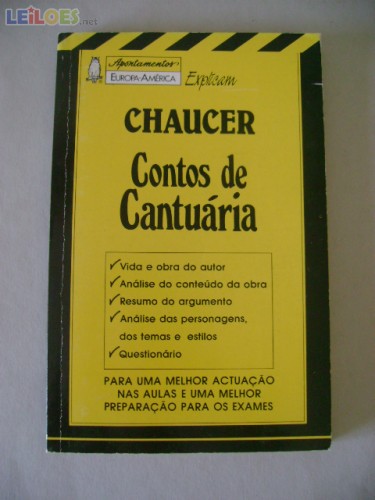 LEiLOES.net
Apontamentos
EUROPA-AMÉRICA
Explicam
CHAUCER
Contos de
Cantuária
✓ Vida e obra do autor
✓ Análise do conteúdo da obra
✓ Resumo do argumento
✓ Análise das personagens,
dos temas e estilos
✓ Questionário
PARA UMA MELHOR ACTUAÇÃO
NAS AULAS E UMA MELHOR
PREPARAÇÃO PARA OS EXAMES